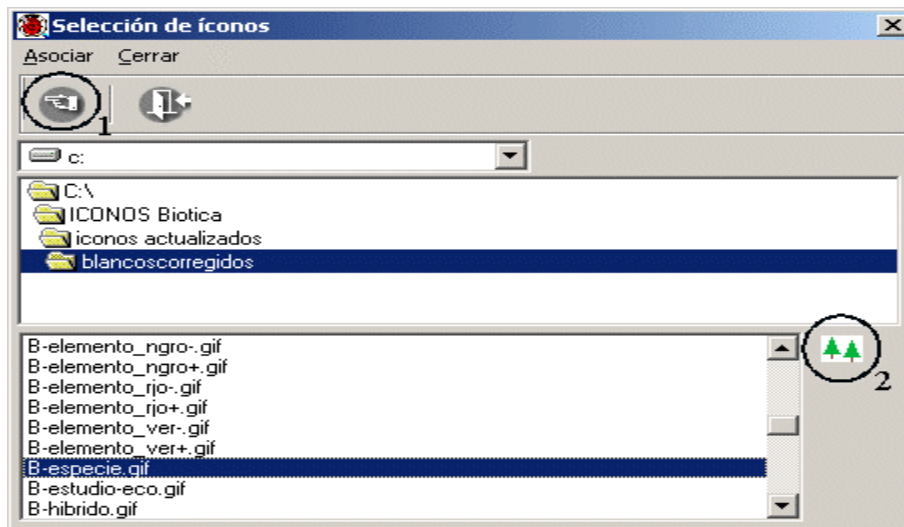 Selección de íconos
Asociar Cerrar
1
c:
C:\
ICONOS Biotica
iconos actualizados
blancoscorregidos
B-elemento_ngro-.gif
B-elemento_ngro+.gif
B-elemento_rjo-.gif
B-elemento_rjo+.gif
B-elemento_ver-.gif
B-elemento_ver+.gif
B-especie.gif
B-estudio-eco.gif
B-hibrido.gif
2